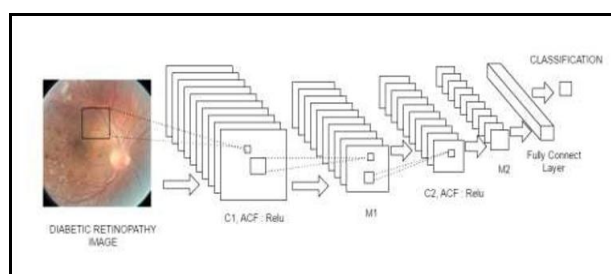 CLASSIFICATION
DIABETIC RETINOPATHY
IMAGE
C1, ACF : Relu
M1
C2, ACF : Relu
M2
Fully Connect
Layer